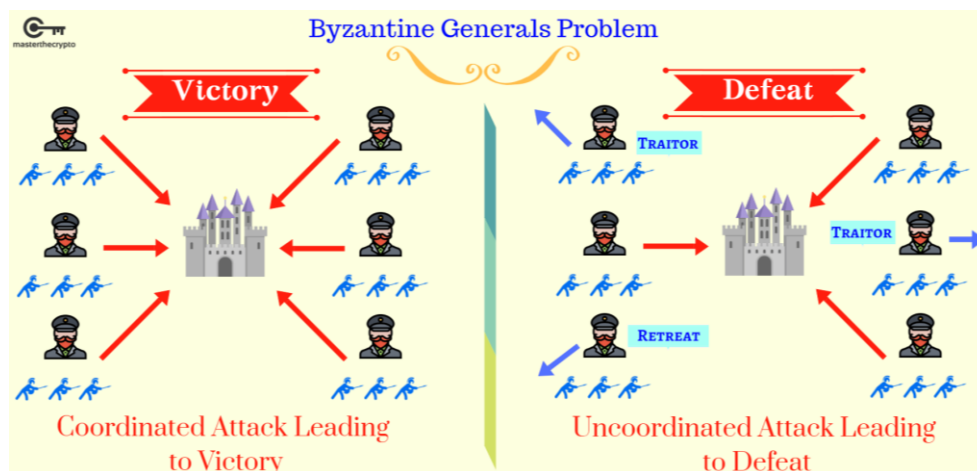 masterthecrypto
Byzantine Generals Problem
Victory
Coordinated Attack Leading
to Victory
Defeat
TRAITOR
TRAITOR
RETREAT
Uncoordinated Attack Leading
to Defeat